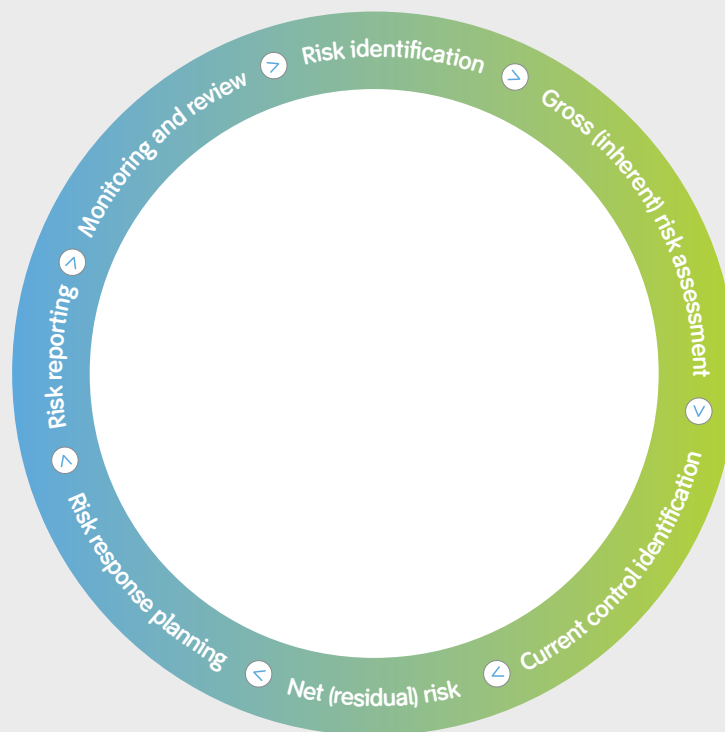 Risk identification
Gross (inherent) risk assessment
Current control identification
Net (residual) risk
Risk response planning
Risk reporting
Monitoring and review